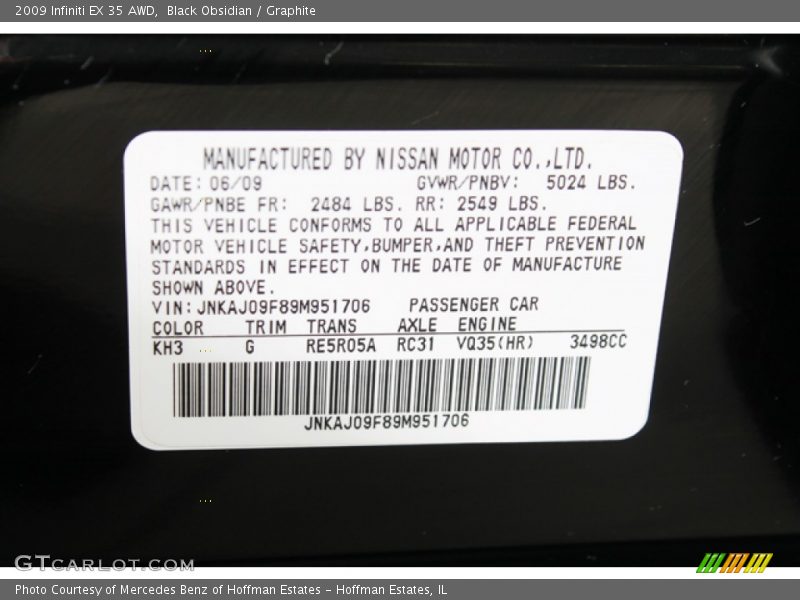 2009 Infiniti EX 35 AWD,  Black Obsidian / Graphite
MANUFACTURED BY NISSAN MOTOR CO.,LTD.
DATE: 06/09 GVWR/PNBV: 5024 LBS.
GAWR/PNBE FR: 2484 LBS. RR: 2549 LBS.
THIS VEHICLE CONFORMS TO ALL APPLICABLE FEDERAL
MOTOR VEHICLE SAFETY,BUMPER,AND THEFT PREVENTION
STANDARDS IN EFFECT ON THE DATE OF MANUFACTURE
SHOWN ABOVE.
VIN: JNKAJ09F89M951706 PASSENGER CAR
COLOR TRIM TRANS AXLE ENGINE
KH3 G RE5R05A RC31 VQ35(HR) 3498CC
JNKAJ09F89M951706
GTCARLOT.COM
Photo Courtesy of Mercedes Benz of Hoffman Estates - Hoffman Estates, IL